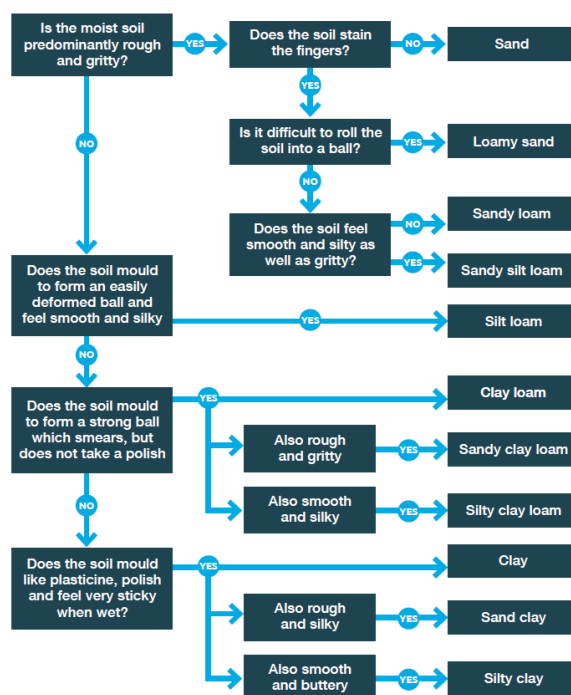 Is the moist soil
predominantly rough
and gritty?
YES
Does the soil stain
the fingers?
NO
Sand
YES
NO
Is it difficult to roll the
soil into a ball?
YES
Loamy sand
NO
Does the soil feel
smooth and silty as
well as gritty?
NO
Sandy loam
YES
Sandy silt loam
Does the soil mould
to form an easily
deformed ball and
feel smooth and silky
YES
Silt loam
NO
Does the soil mould
to form a strong ball
which smears, but
does not take a polish
YES
Clay loam
Also rough
and gritty
YES
Sandy clay loam
Also smooth
and silky
YES
Silty clay loam
NO
Does the soil mould
like plasticine, polish
and feel very sticky
when wet?
YES
Clay
Also rough
and silky
YES
Sand clay
Also smooth
and buttery
YES
Silty clay